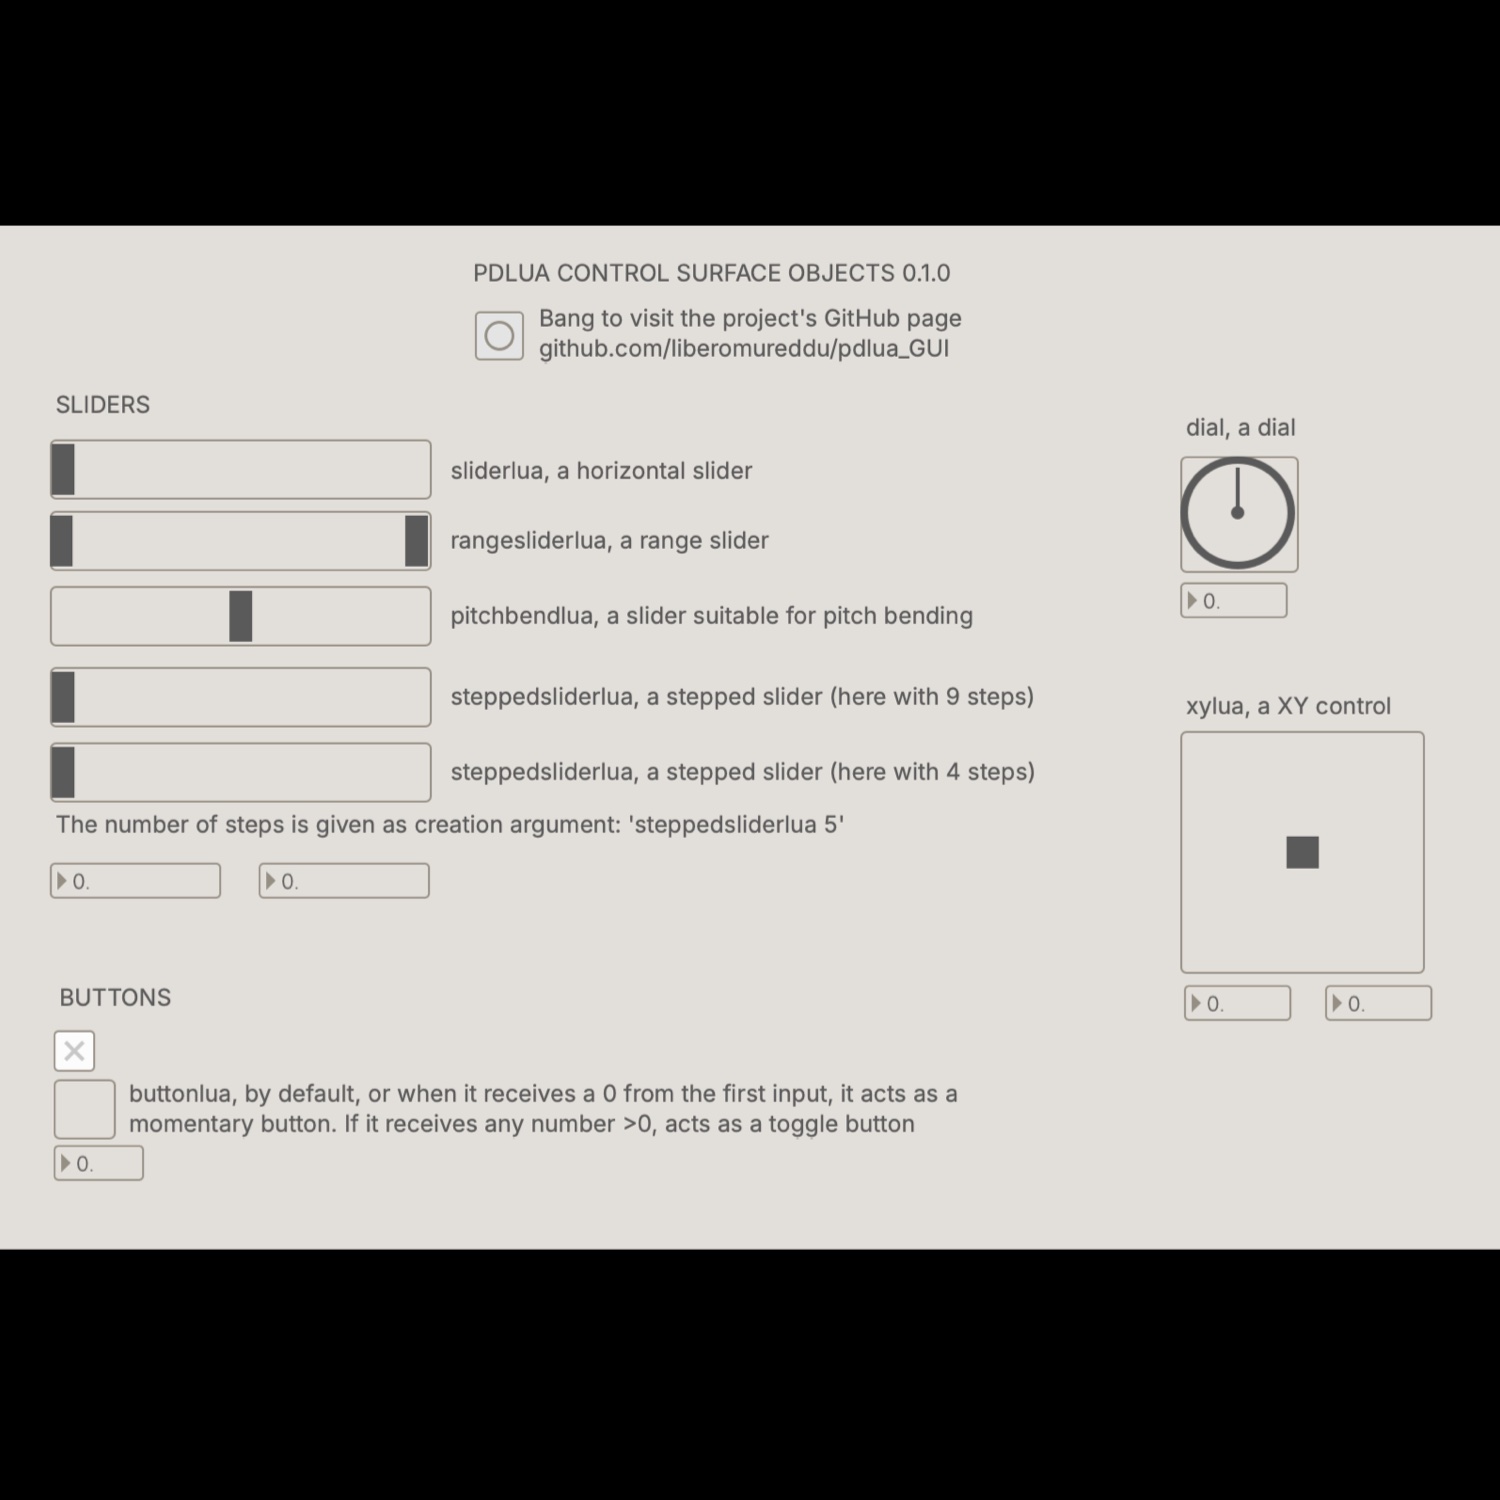 PDLUA CONTROL SURFACE OBJECTS 0.1.0
Bang to visit the project's GitHub page
github.com/liberomureddu/pdlua_GUI
SLIDERS
sliderlua, a horizontal slider
rangesliderlua, a range slider
pitchbendlua, a slider suitable for pitch bending
steppedsliderlua, a stepped slider (here with 9 steps)
steppedsliderlua, a stepped slider (here with 4 steps)
The number of steps is given as creation argument: 'steppedsliderlua 5'
0.
0.
BUTTONS
buttonlua, by default, or when it receives a 0 from the first input, it acts as a
momentary button. If it receives any number >0, acts as a toggle button
0.
dial, a dial
0.
xylua, a XY control
0.
0.